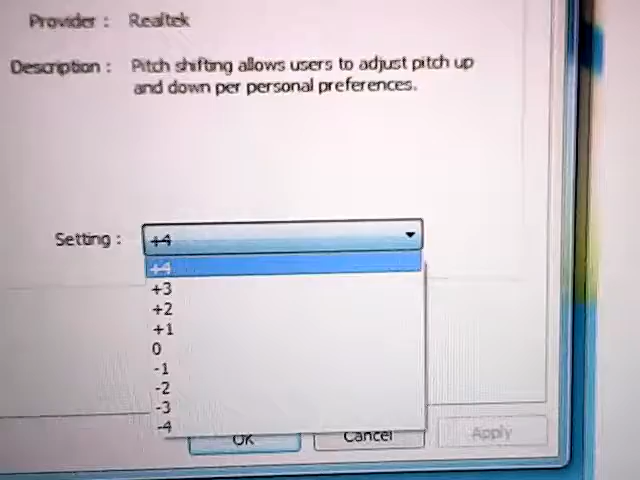 Provider : Realtek
Description : Pitch shifting allows users to adjust pitch up
and down per personal preferences.
Setting : +4
+4
+3
+2
+1
0
-1
-2
-3
-4
OK Cancel Apply